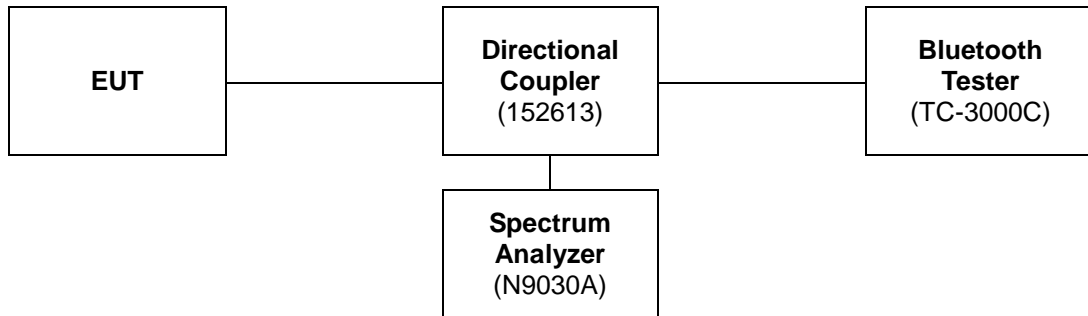 EUT
Directional
Coupler
(152613)
Bluetooth
Tester
(TC-3000C)
Spectrum
Analyzer
(N9030A)